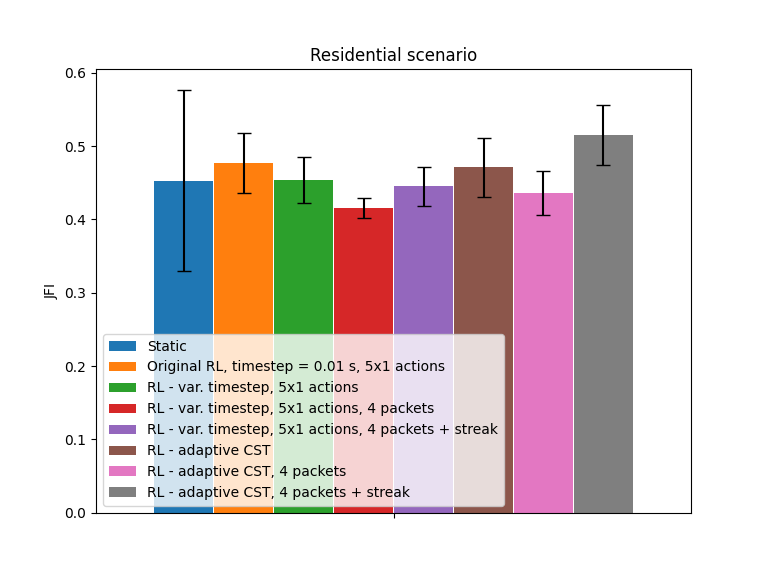 Residential scenario
0.6
0.5
0.4
0.3
0.2
0.1
0.0
JFI
Static
Original RL, timestep = 0.01 s, 5x1 actions
RL - var. timestep, 5x1 actions
RL - var. timestep, 5x1 actions, 4 packets
RL - var. timestep, 5x1 actions, 4 packets + streak
RL - adaptive CST
RL - adaptive CST, 4 packets
RL - adaptive CST, 4 packets + streak